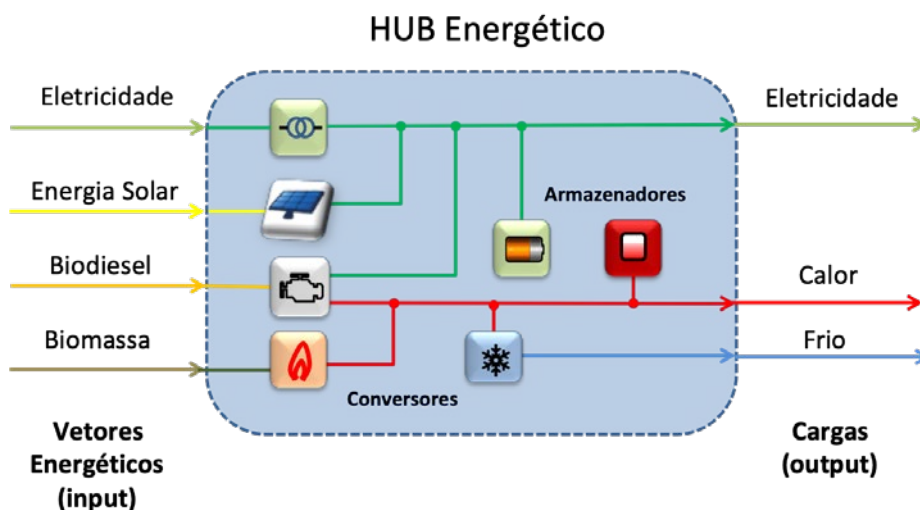 HUB Energético
Eletricidade
Eletricidade
Energia Solar
Armazenadores
Biodiesel
Calor
Biomassa
Frio
Conversores
Vetores
Energéticos
(input)
Cargas
(output)